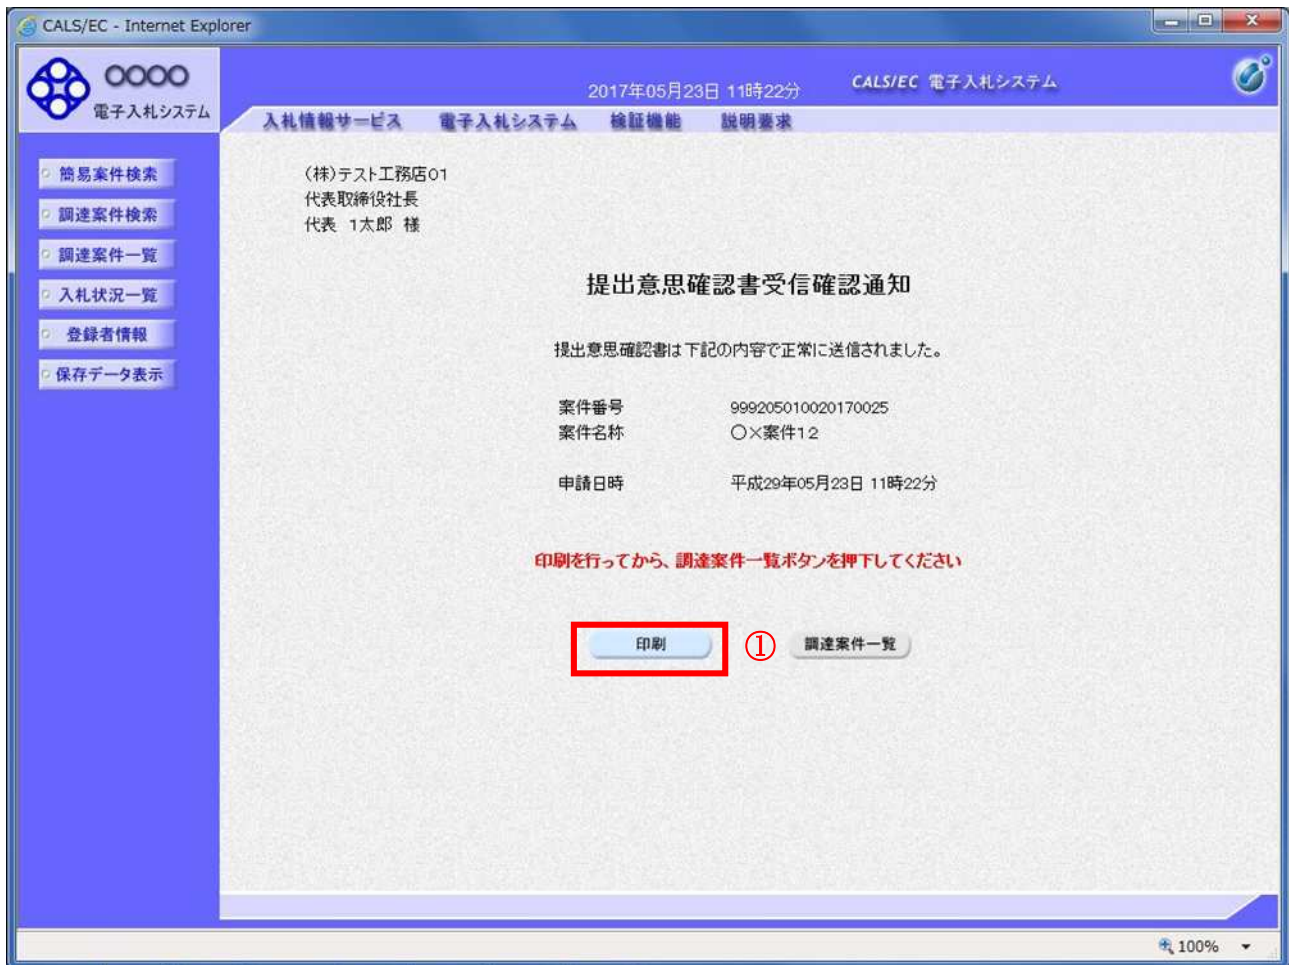 CALS/EC - Internet Explorer
〇〇〇〇
電子入札システム
2017年05月23日 11時22分
CALS/EC 電子入札システム
入札情報サービス 電子入札システム 検証機能 説明要求
簡易案件検索
調達案件検索
調達案件一覧
入札状況一覧
登録者情報
保存データ表示
(株)テスト工務店01
代表取締役社長
代表 1太郎 様
提出意思確認書受信確認通知
提出意思確認書は下記の内容で正常に送信されました。
案件番号 999205010020170025
案件名称 〇×案件12
申請日時 平成29年05月23日 11時22分
印刷を行ってから、調達案件一覧ボタンを押下してください
印刷 ① 調達案件一覧
100%